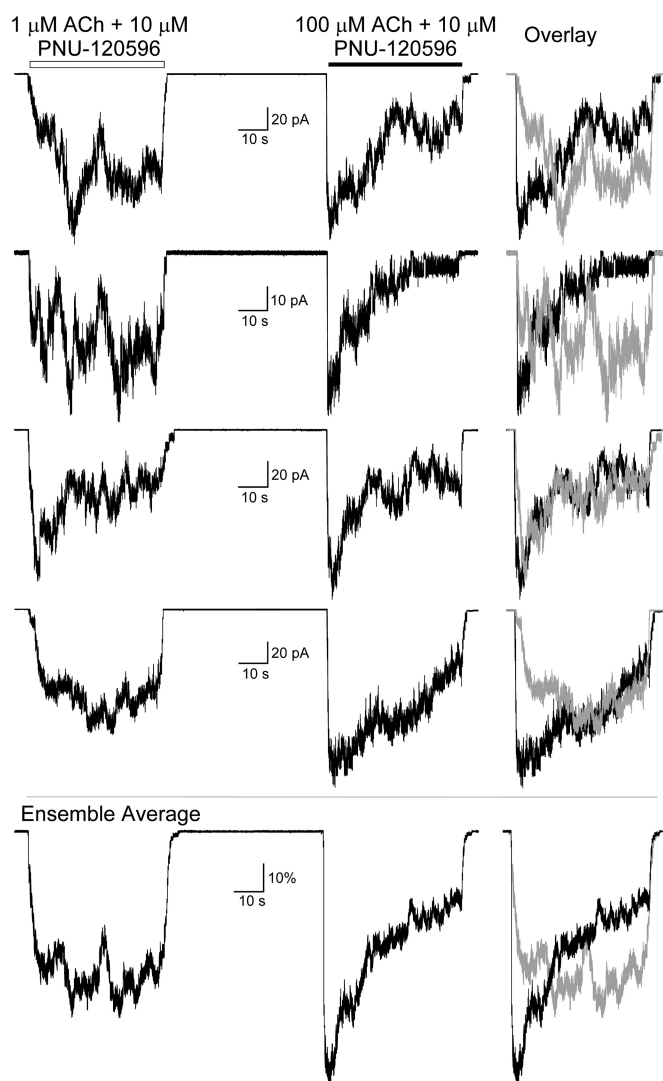 1 μM ACh + 10 μM
PNU-120596
100 μM ACh + 10 μM
PNU-120596
Overlay
20 pA
10 s
10 pA
10 s
20 pA
10 s
20 pA
10 s
Ensemble Average
10%
10 s